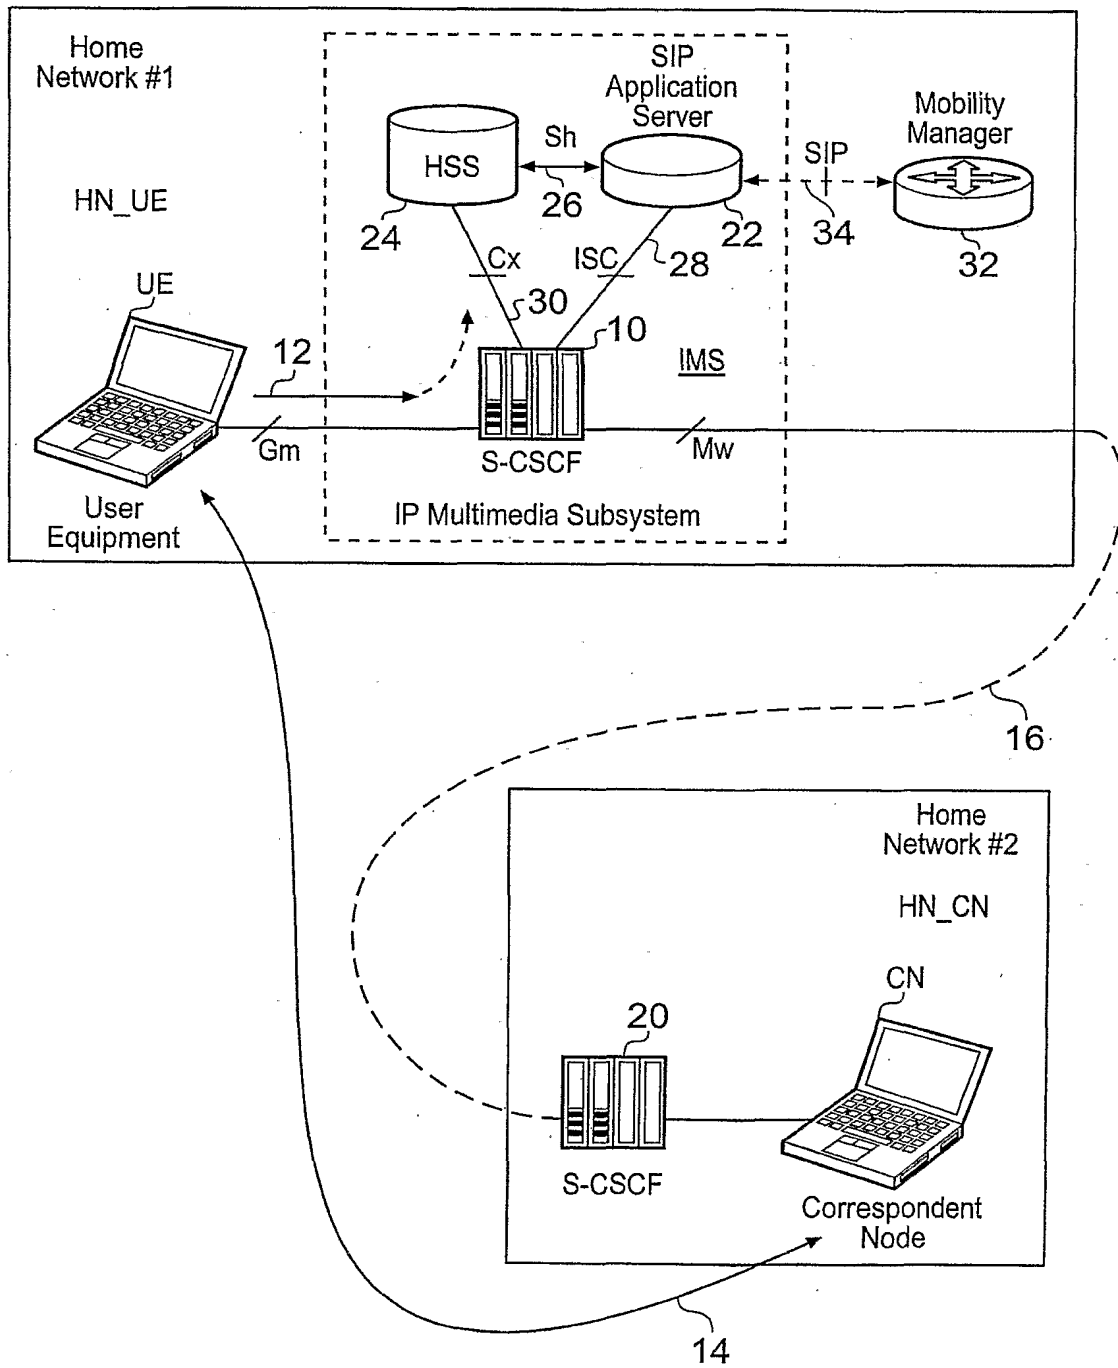 Home
Network #1
SIP
Application
Server
Mobility
Manager
HSS
Sh
SIP
HN_UE
24
26
22
34
32
Cx
ISC
28
UE
30
10
12
IMS
Gm
S-CSCF
Mw
User
Equipment
IP Multimedia Subsystem
16
Home
Network #2
HN_CN
CN
20
S-CSCF
Correspondent
Node
14